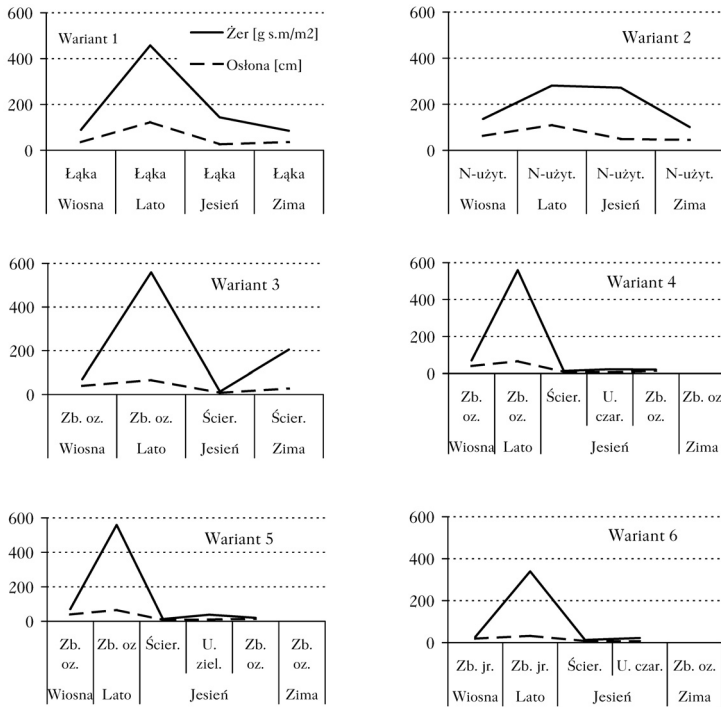 600
400
200
0
Wariant 1
Żer [g s.m/m2]
Osłona [cm]
Łąka Łąka Łąka Łąka
Wiosna Lato Jesień Zima
600
400
200
0
Wariant 2
N-użyt. N-użyt. N-użyt. N-użyt.
Wiosna Lato Jesień Zima
600
400
200
0
Wariant 3
Zb. oz. Zb. oz. Ścier. Ścier.
Wiosna Lato Jesień Zima
600
400
200
0
Wariant 4
Zb. Zb. Ścier. U. Zb. Zb. oz
oz. oz. czar. oz.
Wiosna Lato Jesień Zima
600
400
200
0
Wariant 5
Zb. Zb. oz Ścier. U. Zb. Zb.
oz. ziel. oz. oz.
Wiosna Lato Jesień Zima
600
400
200
0
Wariant 6
Zb. jr. Zb. jr. Ścier. U. czar. Zb. oz.
Wiosna Lato Jesień Zima